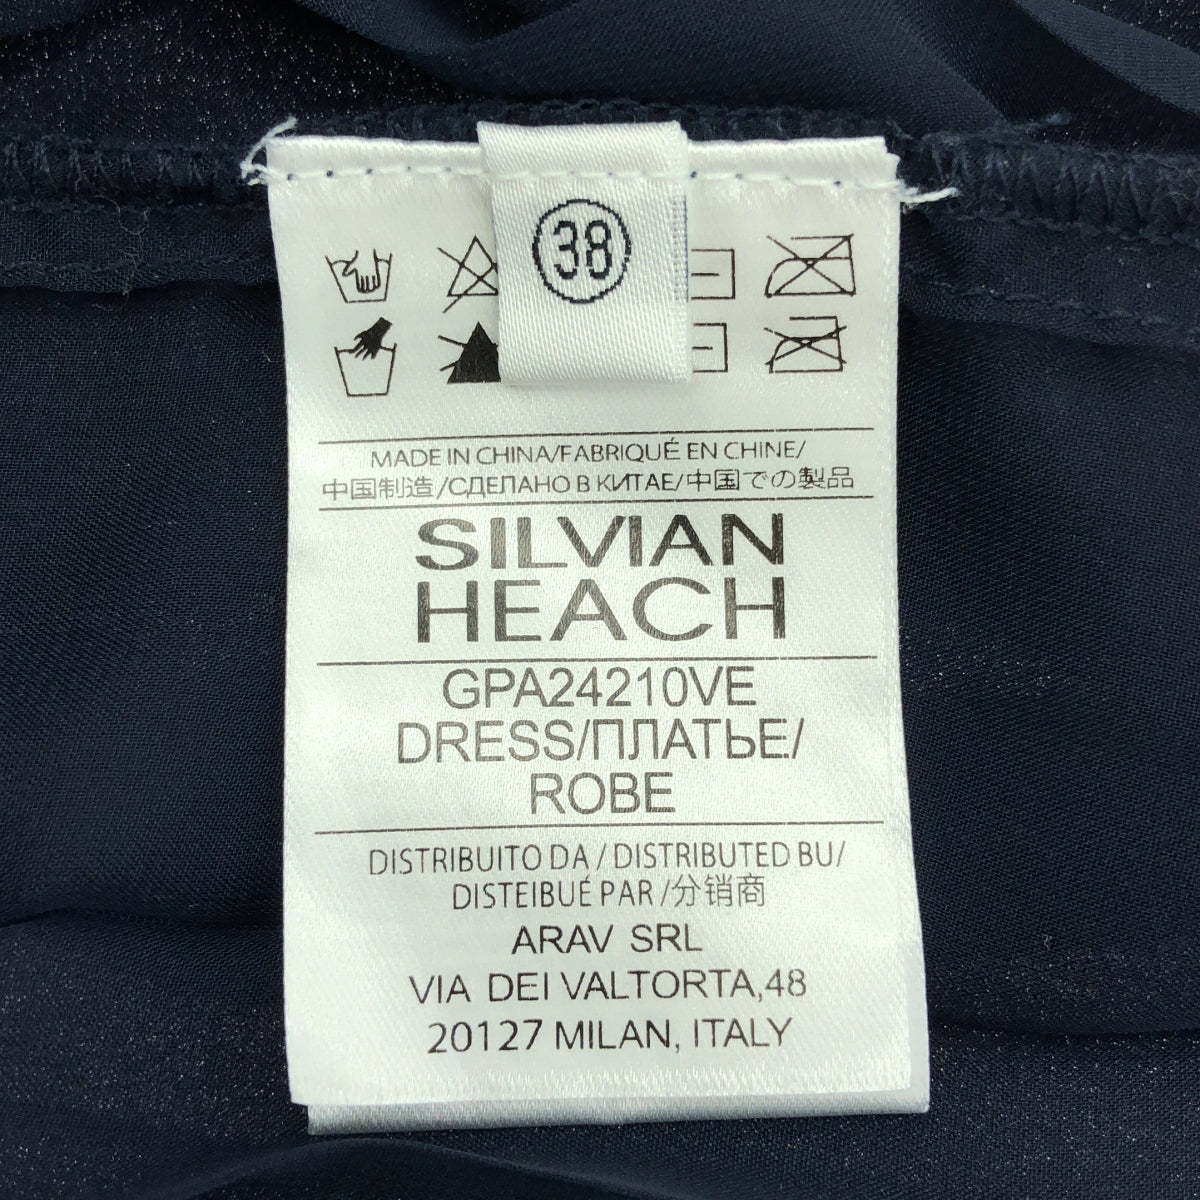 38
MADE IN CHINA/FABRIQUÉ EN CHINE/
中国制造/СДЕЛАНО В КИТАЕ/中国での製品
SILVIAN
HEACH
GPA24210VE
DRESS/ПЛАТЬЕ/
ROBE
DISTRIBUITO DA / DISTRIBUTED BU/
DISTEIBUÉ PAR /分销商
ARAV SRL
VIA DEI VALTORTA,48
20127 MILAN, ITALY